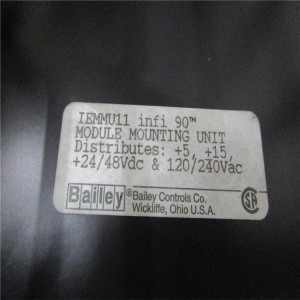 IEMMU11 infi 90™
MODULE MOUNTING UNIT
Distributes: +5, +15,
+24/48Vdc & 120/240Vac
Bailey® Bailey Controls Co.
Wickliffe, Ohio U.S.A.
SA